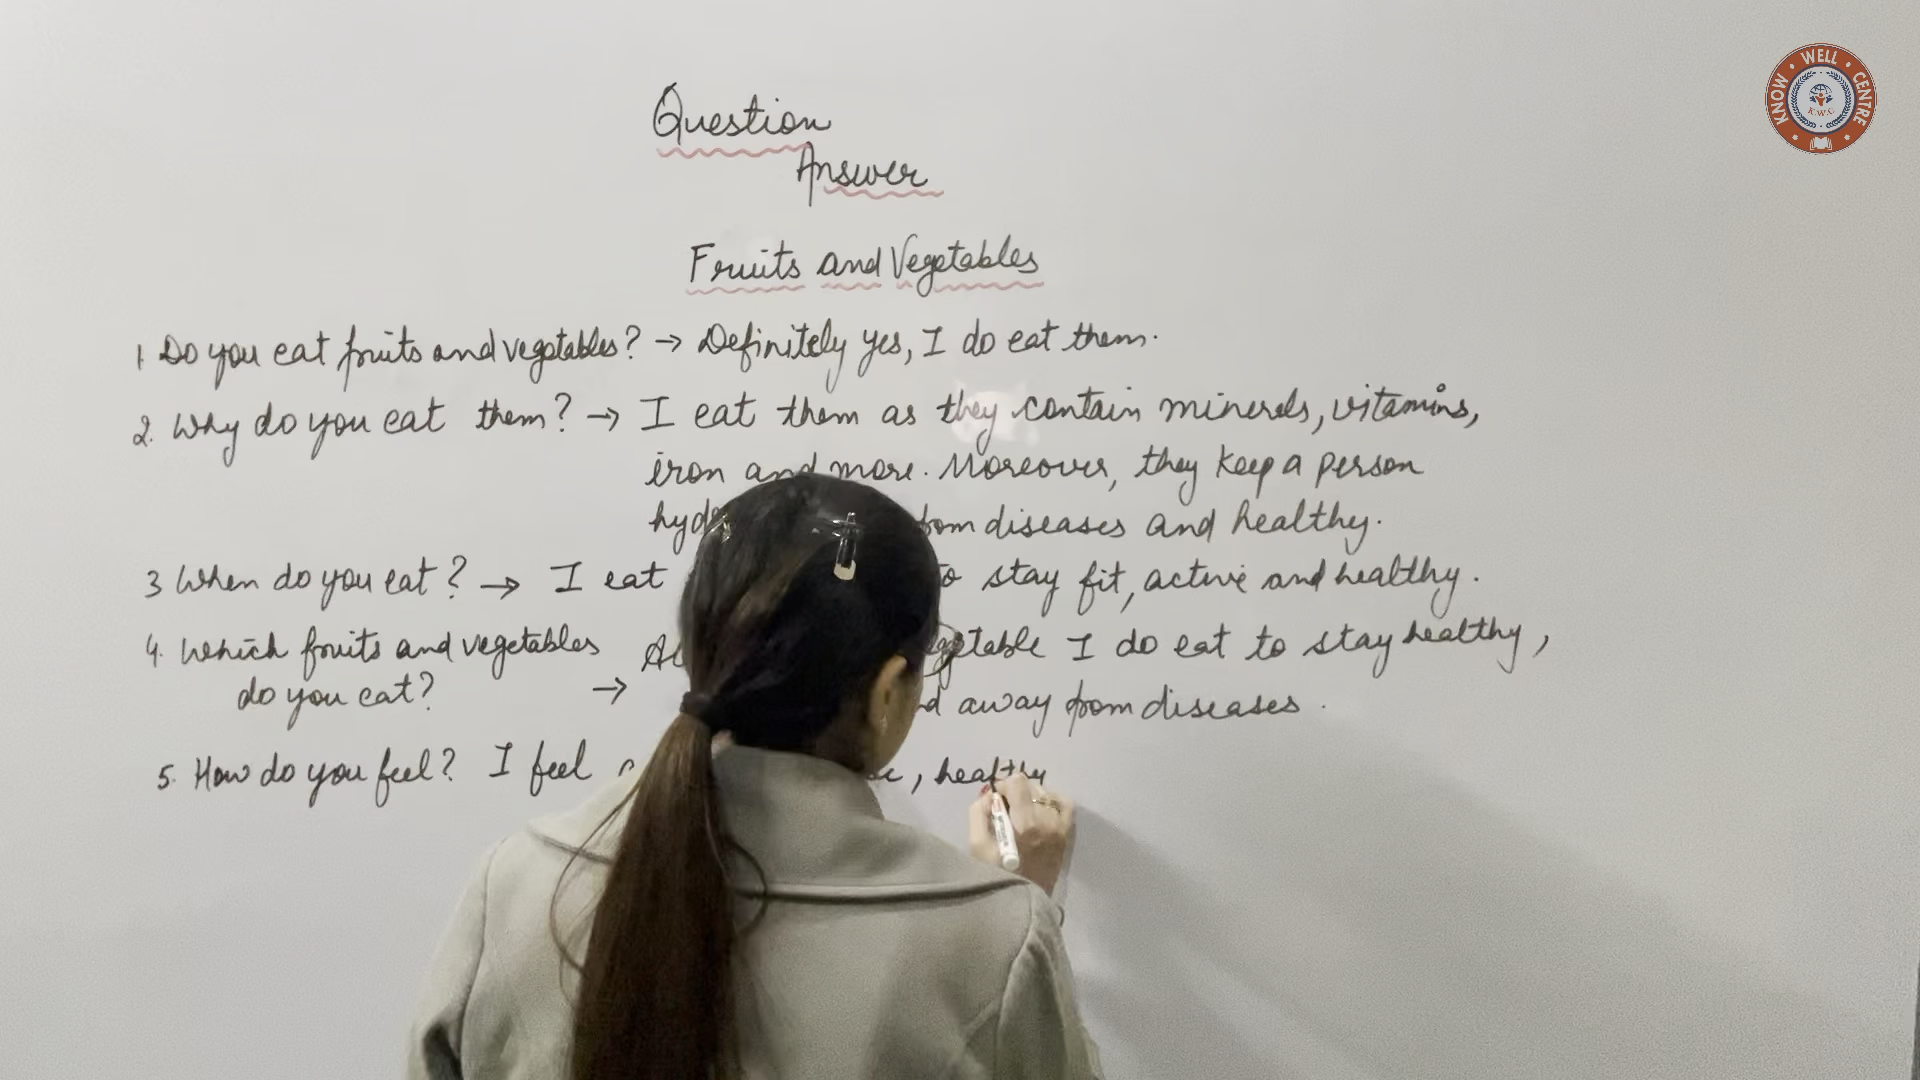 KNOW WELL CENTRE
K.W.C
Question
Answer
Fruits and Vegetables
1. Do you eat fruits and vegetables? → Definitely yes, I do eat them.
2. Why do you eat them? → I eat them as they contain minerals, vitamins,
iron and more. Moreover, they keep a person
diseases and healthy.
3 When do you eat? → I eat to stay fit, active and healthy.
4. Which fruits and vegetables I do eat to stay healthy,
do you eat? → away from diseases.
5. How do you feel? I feel , healthy